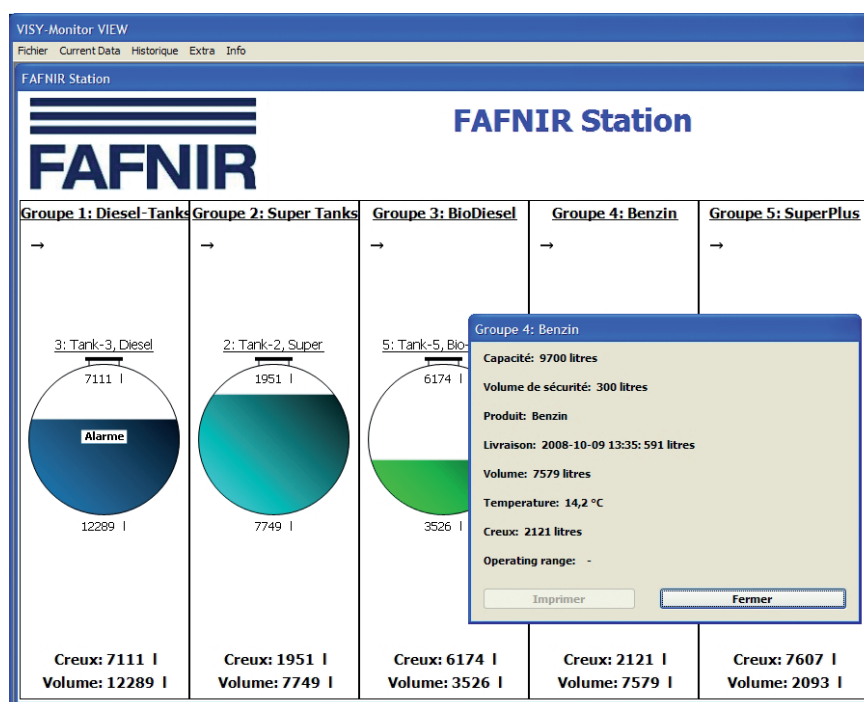 VISY-Monitor VIEW
Fichier Current Data Historique Extra Info
FAFNIR Station
FAFNIR
FAFNIR Station
Groupe 1: Diesel-Tanks Groupe 2: Super Tanks Groupe 3: BioDiesel Groupe 4: Benzin Groupe 5: SuperPlus
→ → → → →
3: Tank-3, Diesel 2: Tank-2, Super 5: Tank-5, Bio-
7111 l 1951 l 6174 l
Alarme
12289 l 7749 l 3526 l
Groupe 4: Benzin
Capacité: 9700 litres
Volume de sécurité: 300 litres
Produit: Benzin
Livraison: 2008-10-09 13:35: 591 litres
Volume: 7579 litres
Temperature: 14,2 °C
Creux: 2121 litres
Operating range: -
Imprimer Fermer
Creux: 7111 l Creux: 1951 l Creux: 6174 l Creux: 2121 l Creux: 7607 l
Volume: 12289 l Volume: 7749 l Volume: 3526 l Volume: 7579 l Volume: 2093 l